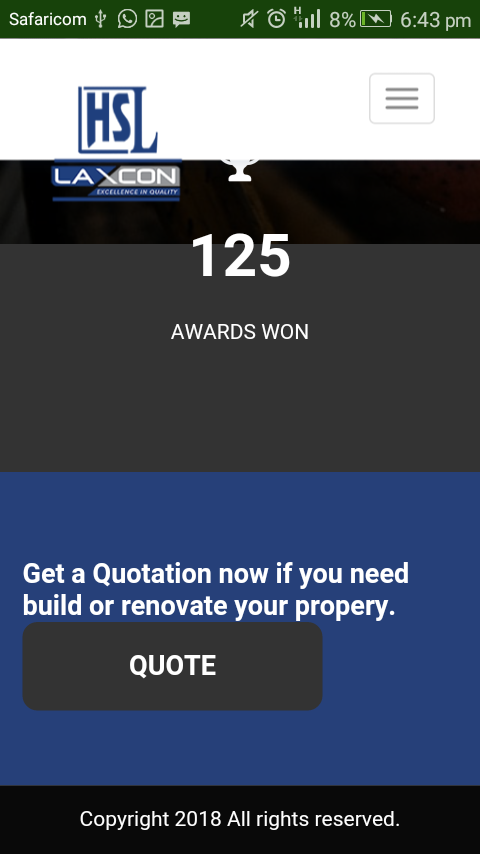 Safaricom H 8% 6:43 pm
HSL
LAXCON
EXCELLENCE IN QUALITY
125
AWARDS WON
Get a Quotation now if you need
build or renovate your propery.
QUOTE
Copyright 2018 All rights reserved.